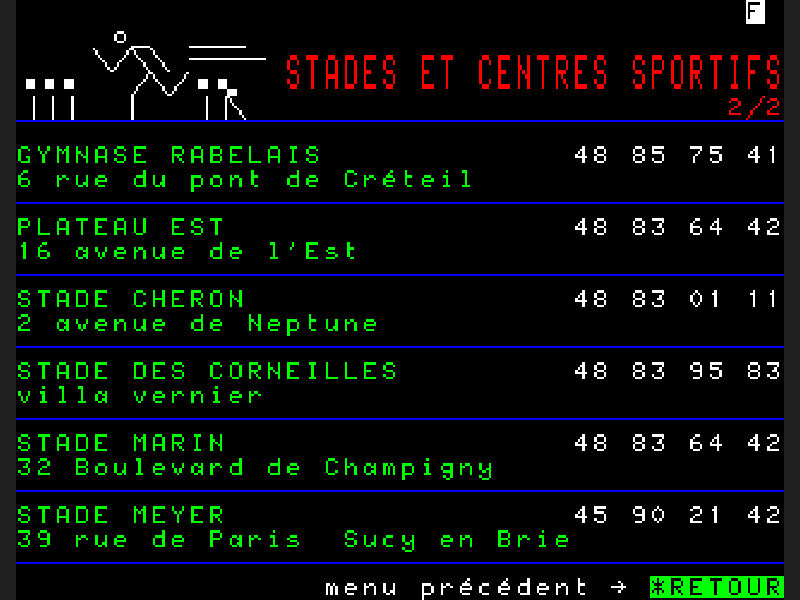 F
STADES ET CENTRES SPORTIFS
2/2
GYMNASE RABELAIS 48 85 75 41
6 rue du pont de Créteil
PLATEAU EST 48 83 64 42
16 avenue de l'Est
STADE CHERON 48 83 01 11
2 avenue de Neptune
STADE DES CORNEILLES 48 83 95 83
villa vernier
STADE MARIN 48 83 64 42
32 Boulevard de Champigny
STADE MEYER 45 90 21 42
39 rue de Paris  Sucy en Brie
menu précédent → *RETOUR